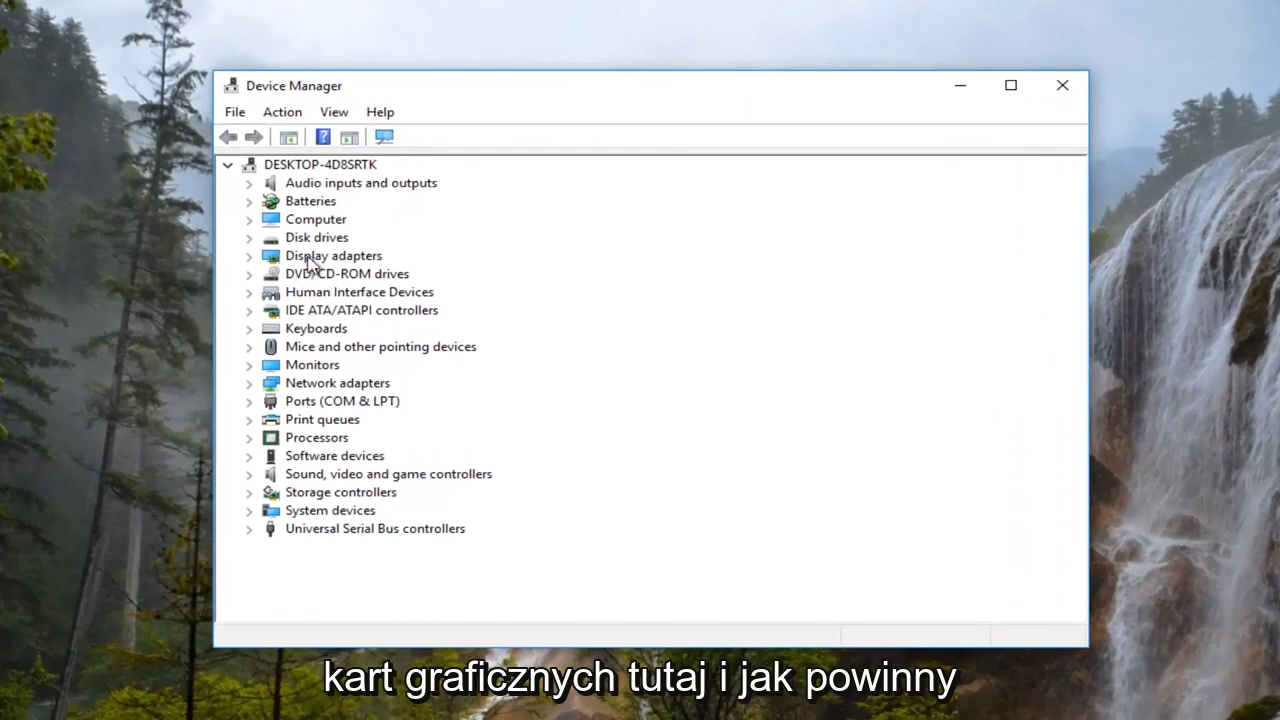 Device Manager
File Action View Help
DESKTOP-4D8SRTK
Audio inputs and outputs
Batteries
Computer
Disk drives
Display adapters
DVD/CD-ROM drives
Human Interface Devices
IDE ATA/ATAPI controllers
Keyboards
Mice and other pointing devices
Monitors
Network adapters
Ports (COM & LPT)
Print queues
Processors
Software devices
Sound, video and game controllers
Storage controllers
System devices
Universal Serial Bus controllers
kart graficznych tutaj i jak powinny